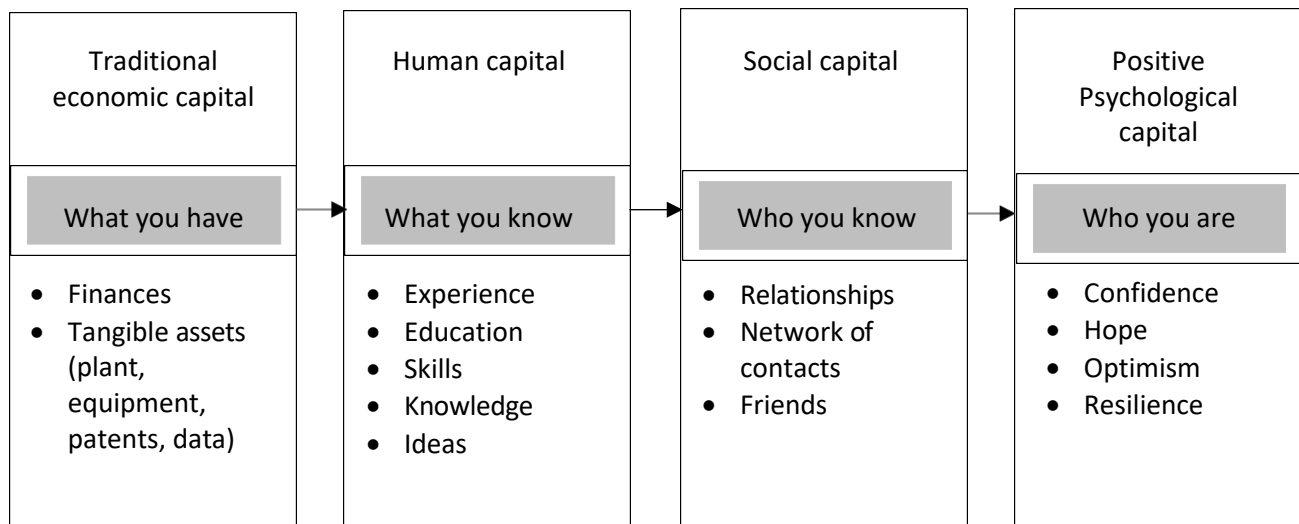 Traditional
economic capital
What you have
• Finances
• Tangible assets
(plant,
equipment,
patents, data)
Human capital
What you know
• Experience
• Education
• Skills
• Knowledge
• Ideas
Social capital
Who you know
• Relationships
• Network of
contacts
• Friends
Positive
Psychological
capital
Who you are
• Confidence
• Hope
• Optimism
• Resilience